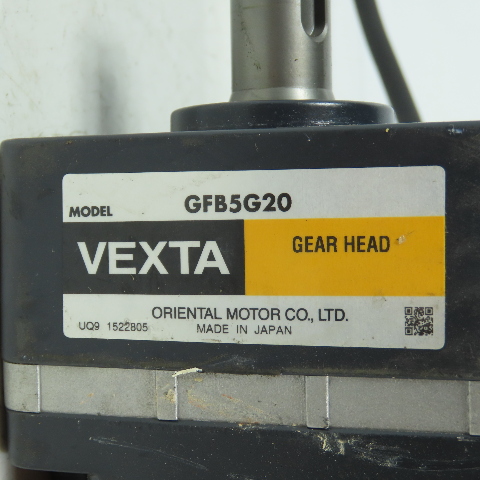 MODEL GFB5G20
VEXTA GEAR HEAD
ORIENTAL MOTOR CO., LTD.
UQ9 1522805 MADE IN JAPAN